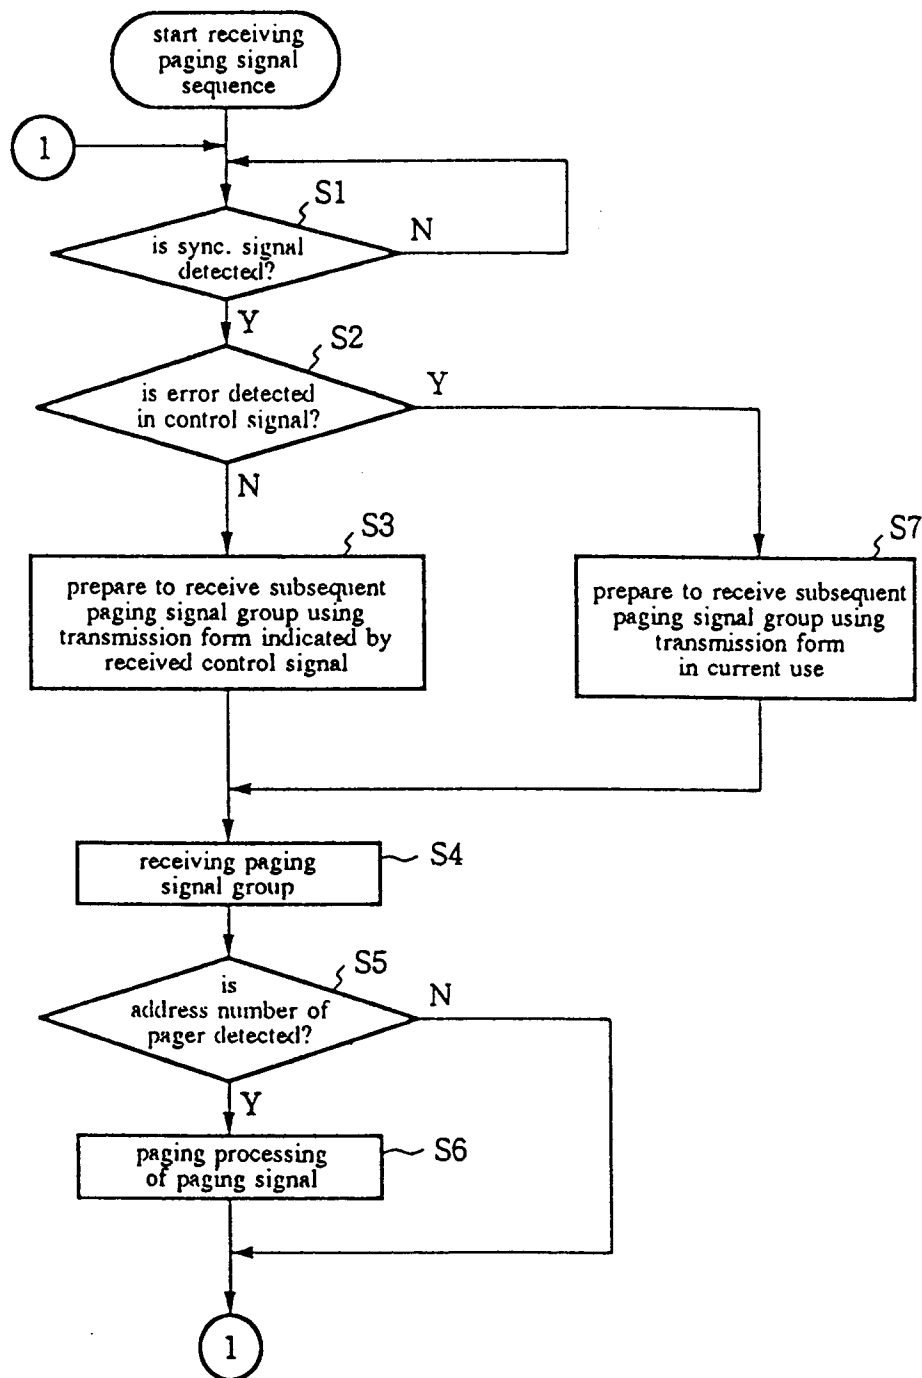 start receiving
paging signal
sequence
1
S1
is sync. signal
detected?
N
Y
S2
is error detected
in control signal?
Y
N
S3
prepare to receive subsequent
paging signal group using
transmission form indicated by
received control signal
S7
prepare to receive subsequent
paging signal group using
transmission form
in current use
receiving paging
signal group
S4
S5
is
address number of
pager detected?
N
Y
paging processing
of paging signal
S6
1